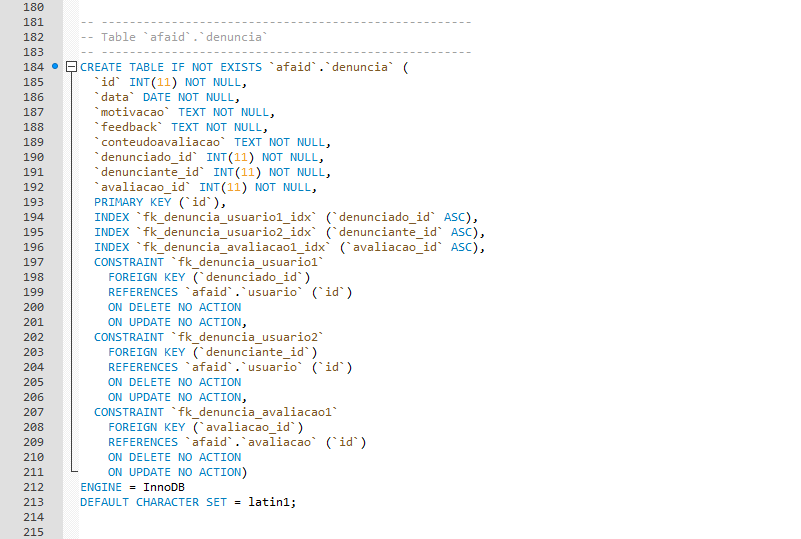 180
181 -- -----------------------------------------------------
182 -- Table `afaid`.`denuncia`
183 -- -----------------------------------------------------
184 CREATE TABLE IF NOT EXISTS `afaid`.`denuncia` (
185 `id` INT(11) NOT NULL,
186 `data` DATE NOT NULL,
187 `motivacao` TEXT NOT NULL,
188 `feedback` TEXT NOT NULL,
189 `conteudoavaliacao` TEXT NOT NULL,
190 `denunciado_id` INT(11) NOT NULL,
191 `denunciante_id` INT(11) NOT NULL,
192 `avaliacao_id` INT(11) NOT NULL,
193 PRIMARY KEY (`id`),
194 INDEX `fk_denuncia_usuario1_idx` (`denunciado_id` ASC),
195 INDEX `fk_denuncia_usuario2_idx` (`denunciante_id` ASC),
196 INDEX `fk_denuncia_avaliacao1_idx` (`avaliacao_id` ASC),
197 CONSTRAINT `fk_denuncia_usuario1`
198 FOREIGN KEY (`denunciado_id`)
199 REFERENCES `afaid`.`usuario` (`id`)
200 ON DELETE NO ACTION
201 ON UPDATE NO ACTION,
202 CONSTRAINT `fk_denuncia_usuario2`
203 FOREIGN KEY (`denunciante_id`)
204 REFERENCES `afaid`.`usuario` (`id`)
205 ON DELETE NO ACTION
206 ON UPDATE NO ACTION,
207 CONSTRAINT `fk_denuncia_avaliacao1`
208 FOREIGN KEY (`avaliacao_id`)
209 REFERENCES `afaid`.`avaliacao` (`id`)
210 ON DELETE NO ACTION
211 ON UPDATE NO ACTION)
212 ENGINE = InnoDB
213 DEFAULT CHARACTER SET = latin1;
214
215